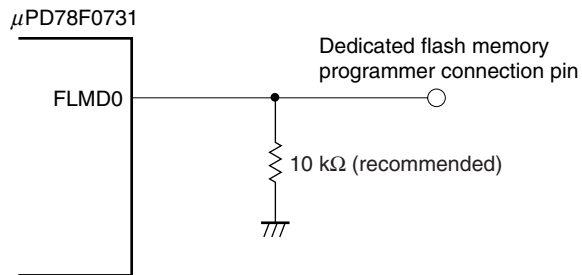 μPD78F0731
Dedicated flash memory
programmer connection pin
FLMD0
10 kΩ (recommended)